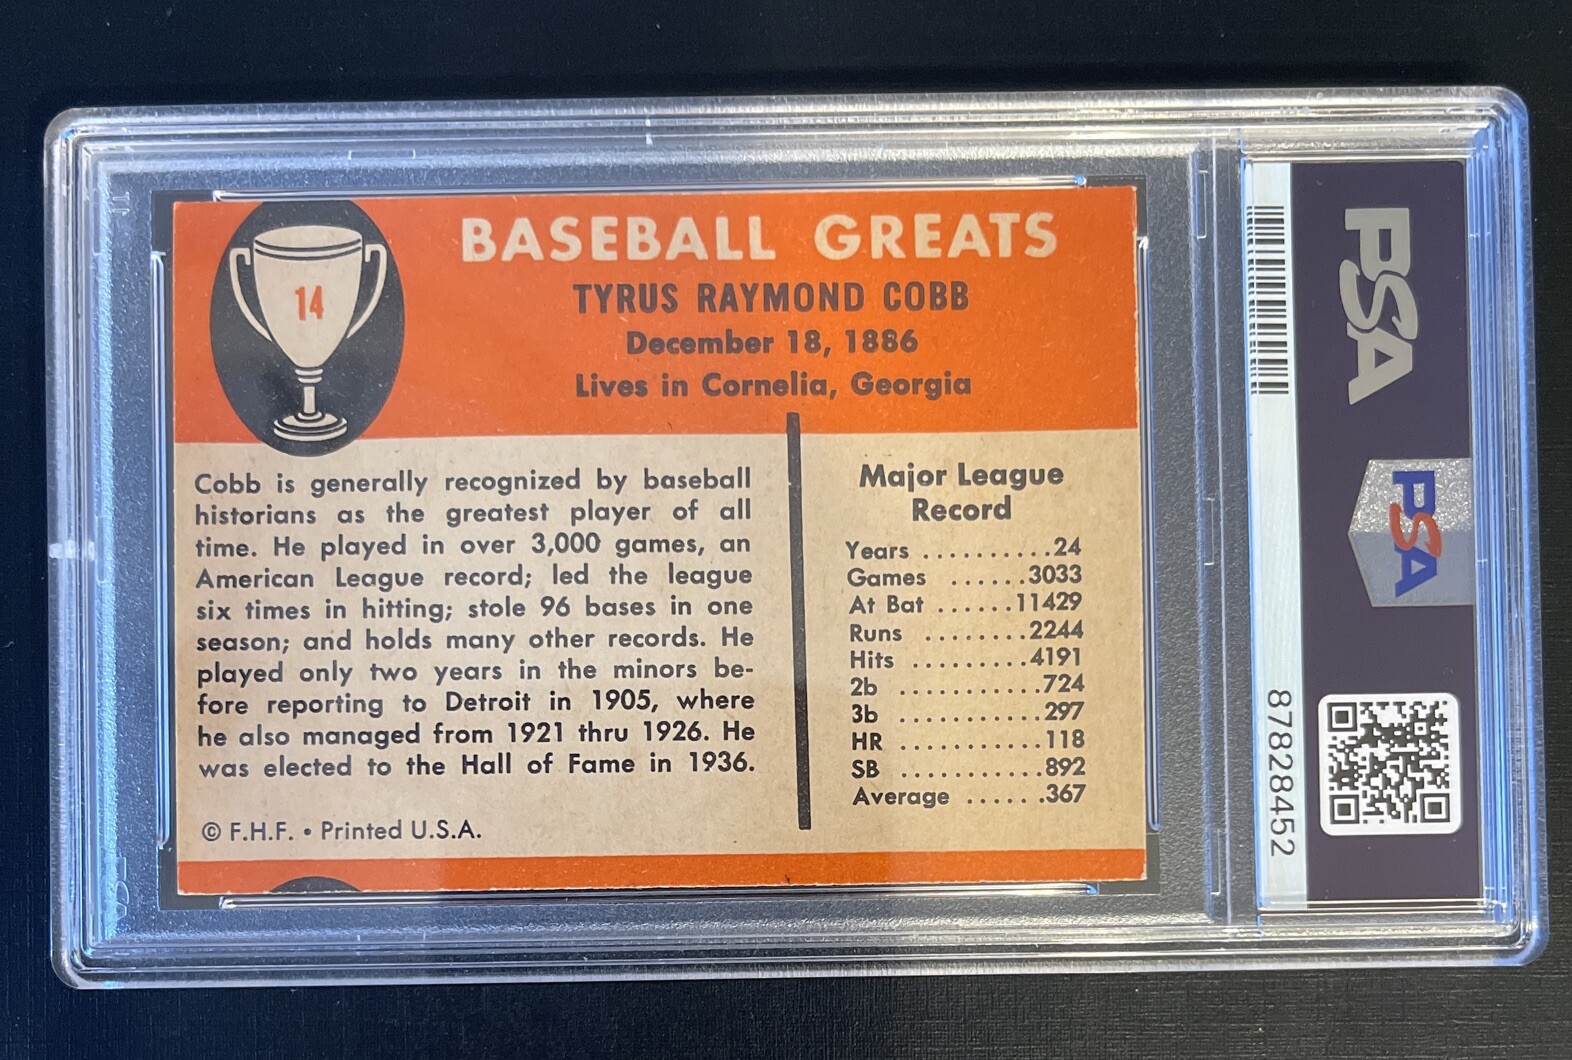 BASEBALL GREATS
14
TYRUS RAYMOND COBB
December 18, 1886
Lives in Cornelia, Georgia
Cobb is generally recognized by baseball
historians as the greatest player of all
time. He played in over 3,000 games, an
American League record; led the league
six times in hitting; stole 96 bases in one
season; and holds many other records. He
played only two years in the minors be-
fore reporting to Detroit in 1905, where
he also managed from 1921 thru 1926. He
was elected to the Hall of Fame in 1936.
© F.H.F. • Printed U.S.A.
Major League
Record
Years ..........24
Games ......3033
At Bat ......11429
Runs ........2244
Hits .........4191
2b ...........724
3b ...........297
HR ...........118
SB ...........892
Average ......367
PSA
PSA
87828452